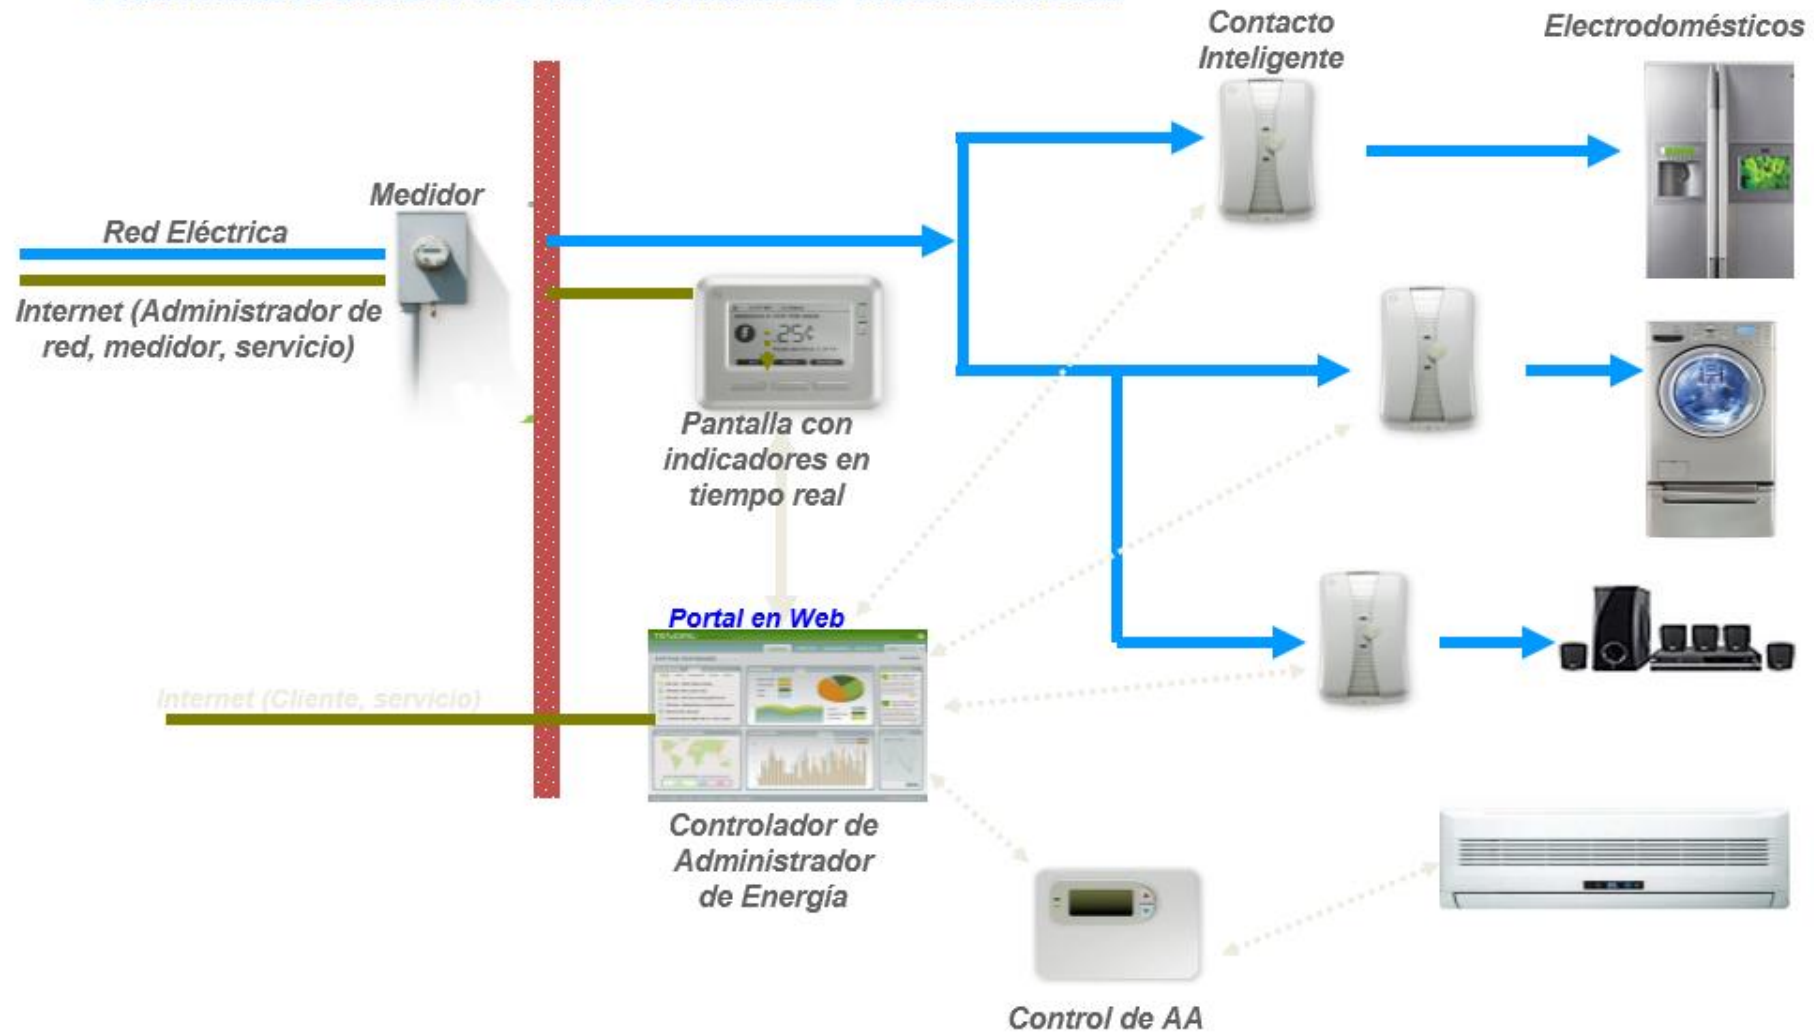 Contacto
Inteligente
Electrodomésticos
Medidor
Red Eléctrica
Internet (Administrador de
red, medidor, servicio)
.25¢
Pantalla con
indicadores en
tiempo real
Portal en Web
Internet (Cliente, servicio)
Controlador de
Administrador
de Energía
Control de AA